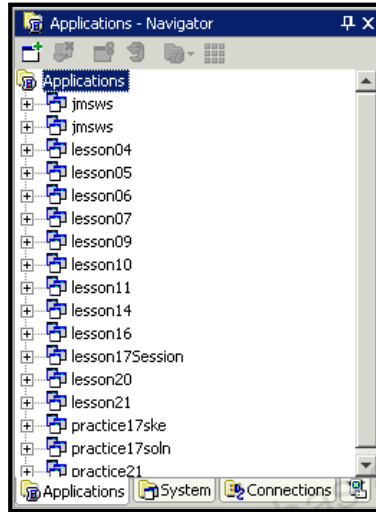 Applications - Navigator
Applications
jmsws
jmsws
lesson04
lesson05
lesson06
lesson07
lesson09
lesson10
lesson11
lesson14
lesson16
lesson17Session
lesson20
lesson21
practice17ske
practice17soln
practice21
Applications System Connections